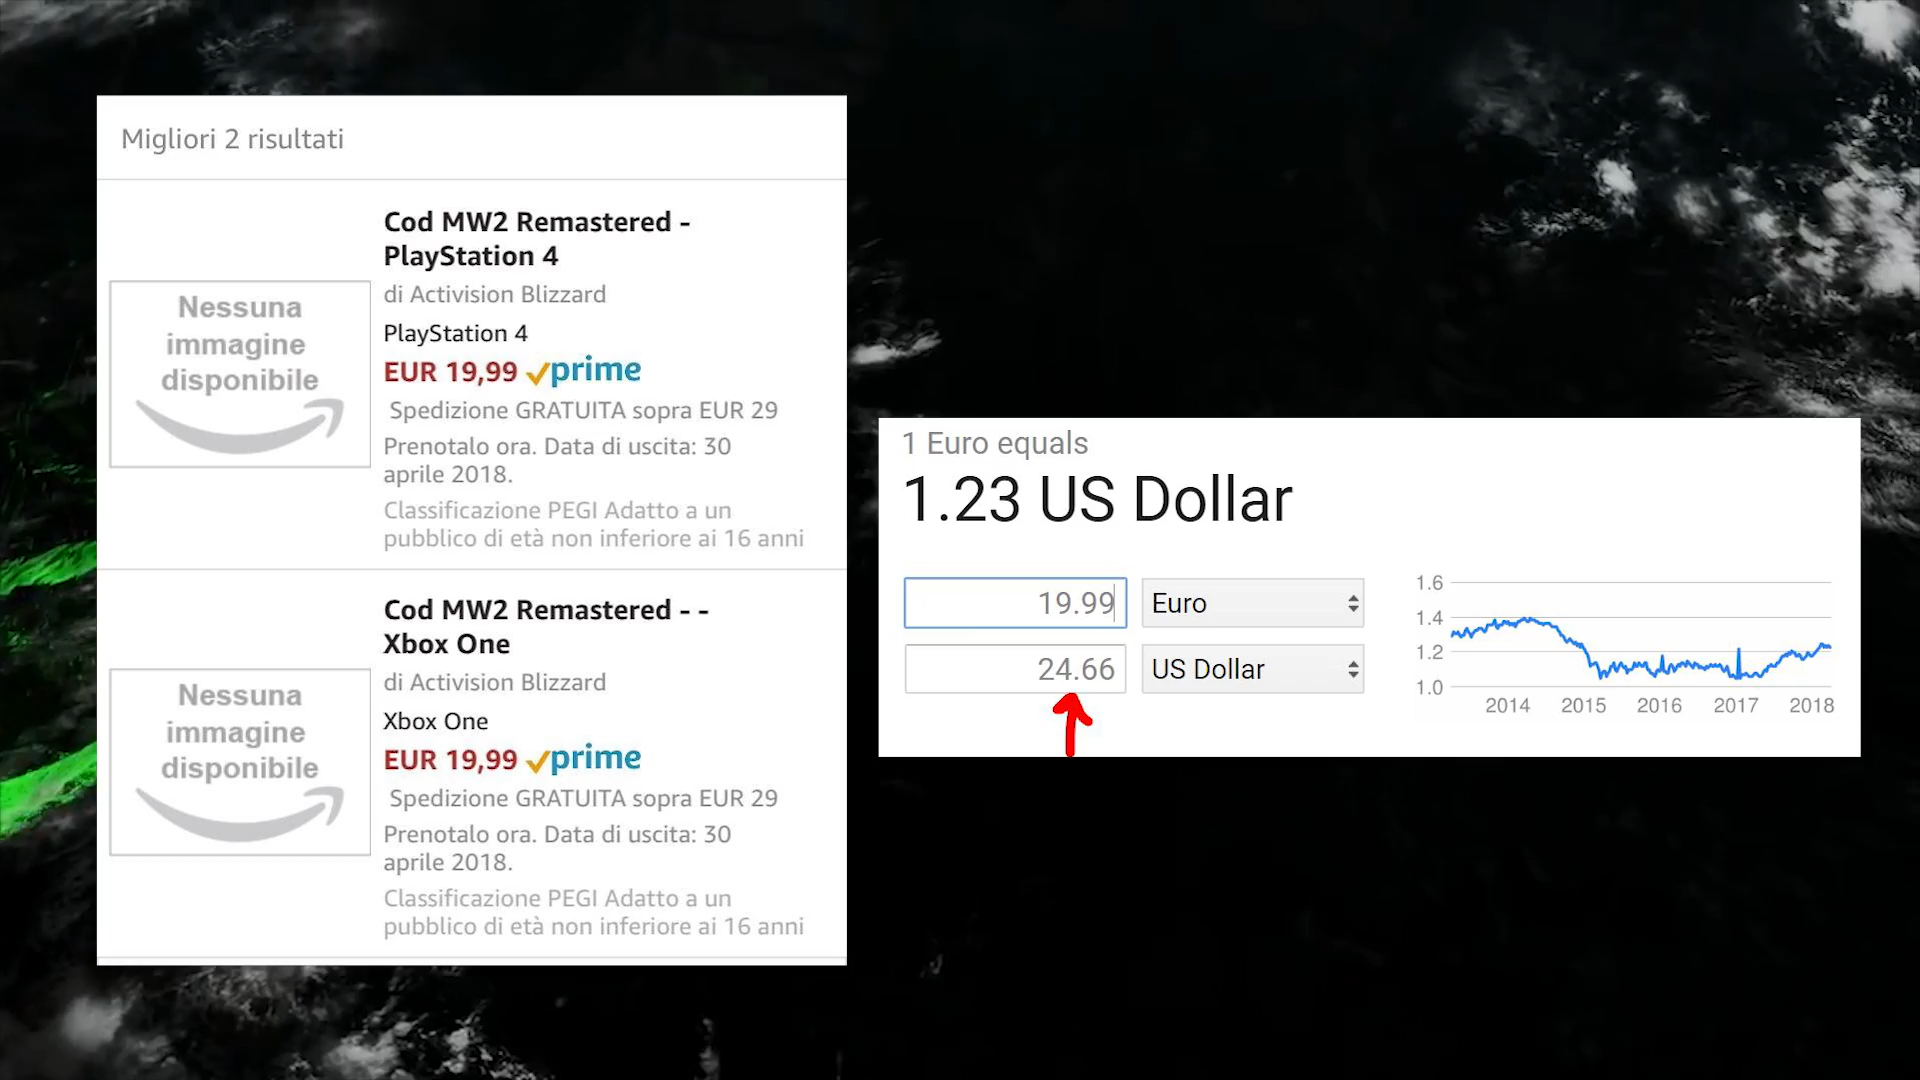 Migliori 2 risultati
Cod MW2 Remastered -
PlayStation 4
di Activision Blizzard
PlayStation 4
EUR 19,99 prime
Spedizione GRATUITA sopra EUR 29
Prenotalo ora. Data di uscita: 30
aprile 2018.
Classificazione PEGI Adatto a un
pubblico di età non inferiore ai 16 anni
Nessuna
immagine
disponibile
Cod MW2 Remastered - -
Xbox One
di Activision Blizzard
Xbox One
EUR 19,99 prime
Spedizione GRATUITA sopra EUR 29
Prenotalo ora. Data di uscita: 30
aprile 2018.
Classificazione PEGI Adatto a un
pubblico di età non inferiore ai 16 anni
Nessuna
immagine
disponibile
1 Euro equals
1.23 US Dollar
19.99 Euro
24.66 US Dollar
1.6
1.4
1.2
1.0
2014 2015 2016 2017 2018